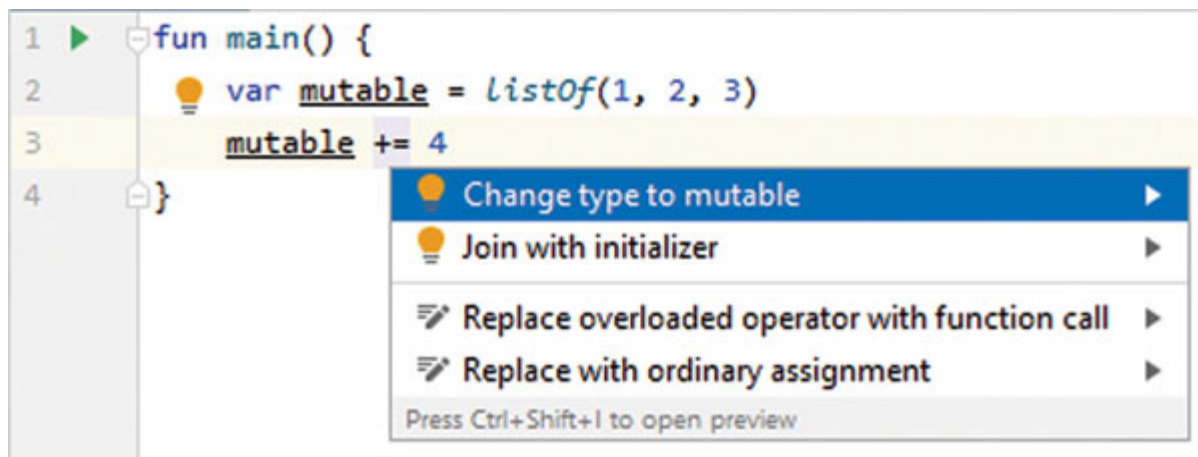 1 fun main() {
2 var mutable = listOf(1, 2, 3)
3 mutable += 4
4 }
Change type to mutable
Join with initializer
Replace overloaded operator with function call
Replace with ordinary assignment
Press Ctrl+Shift+I to open preview